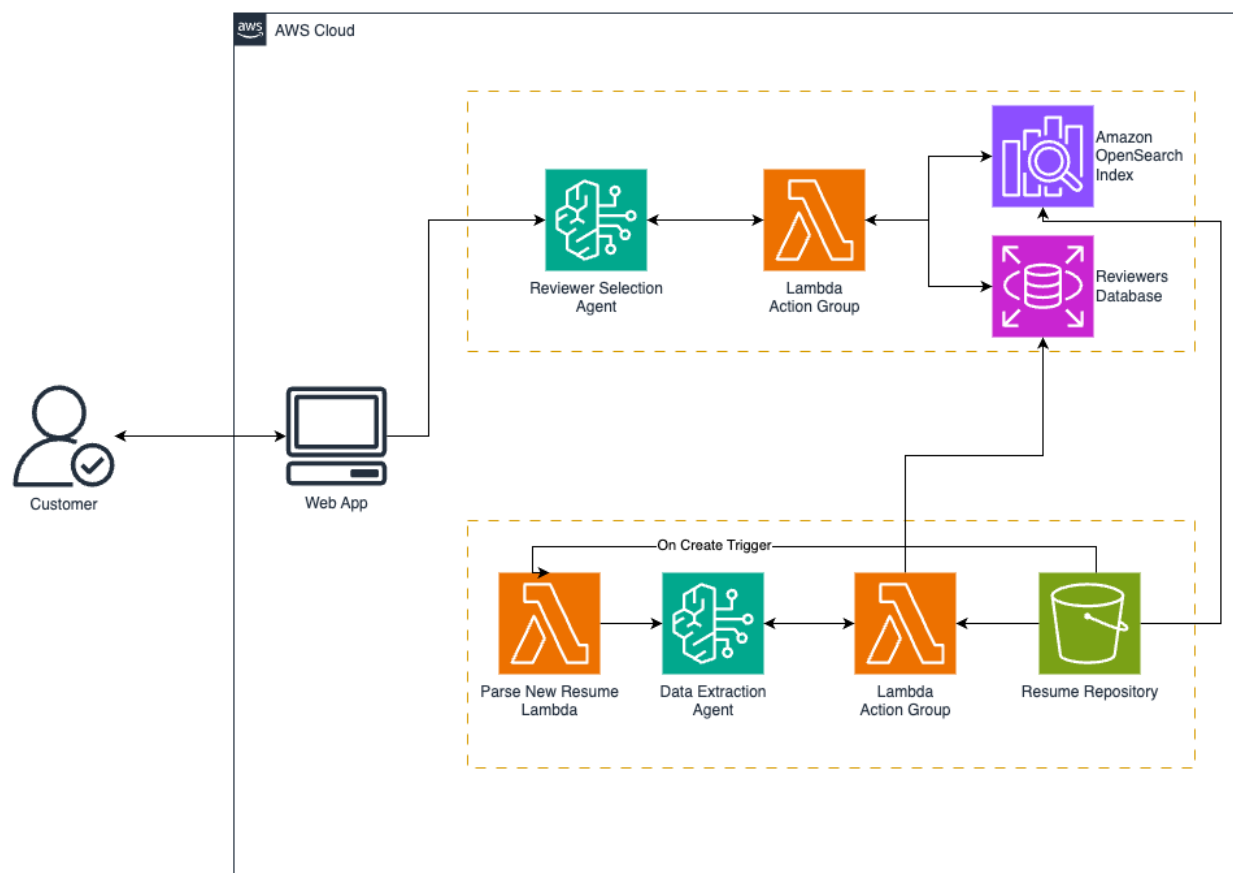 aws
AWS Cloud
Amazon
OpenSearch
Index
Reviewer Selection
Agent
Lambda
Action Group
Reviewers
Database
Customer
Web App
On Create Trigger
Parse New Resume
Lambda
Data Extraction
Agent
Lambda
Action Group
Resume Repository